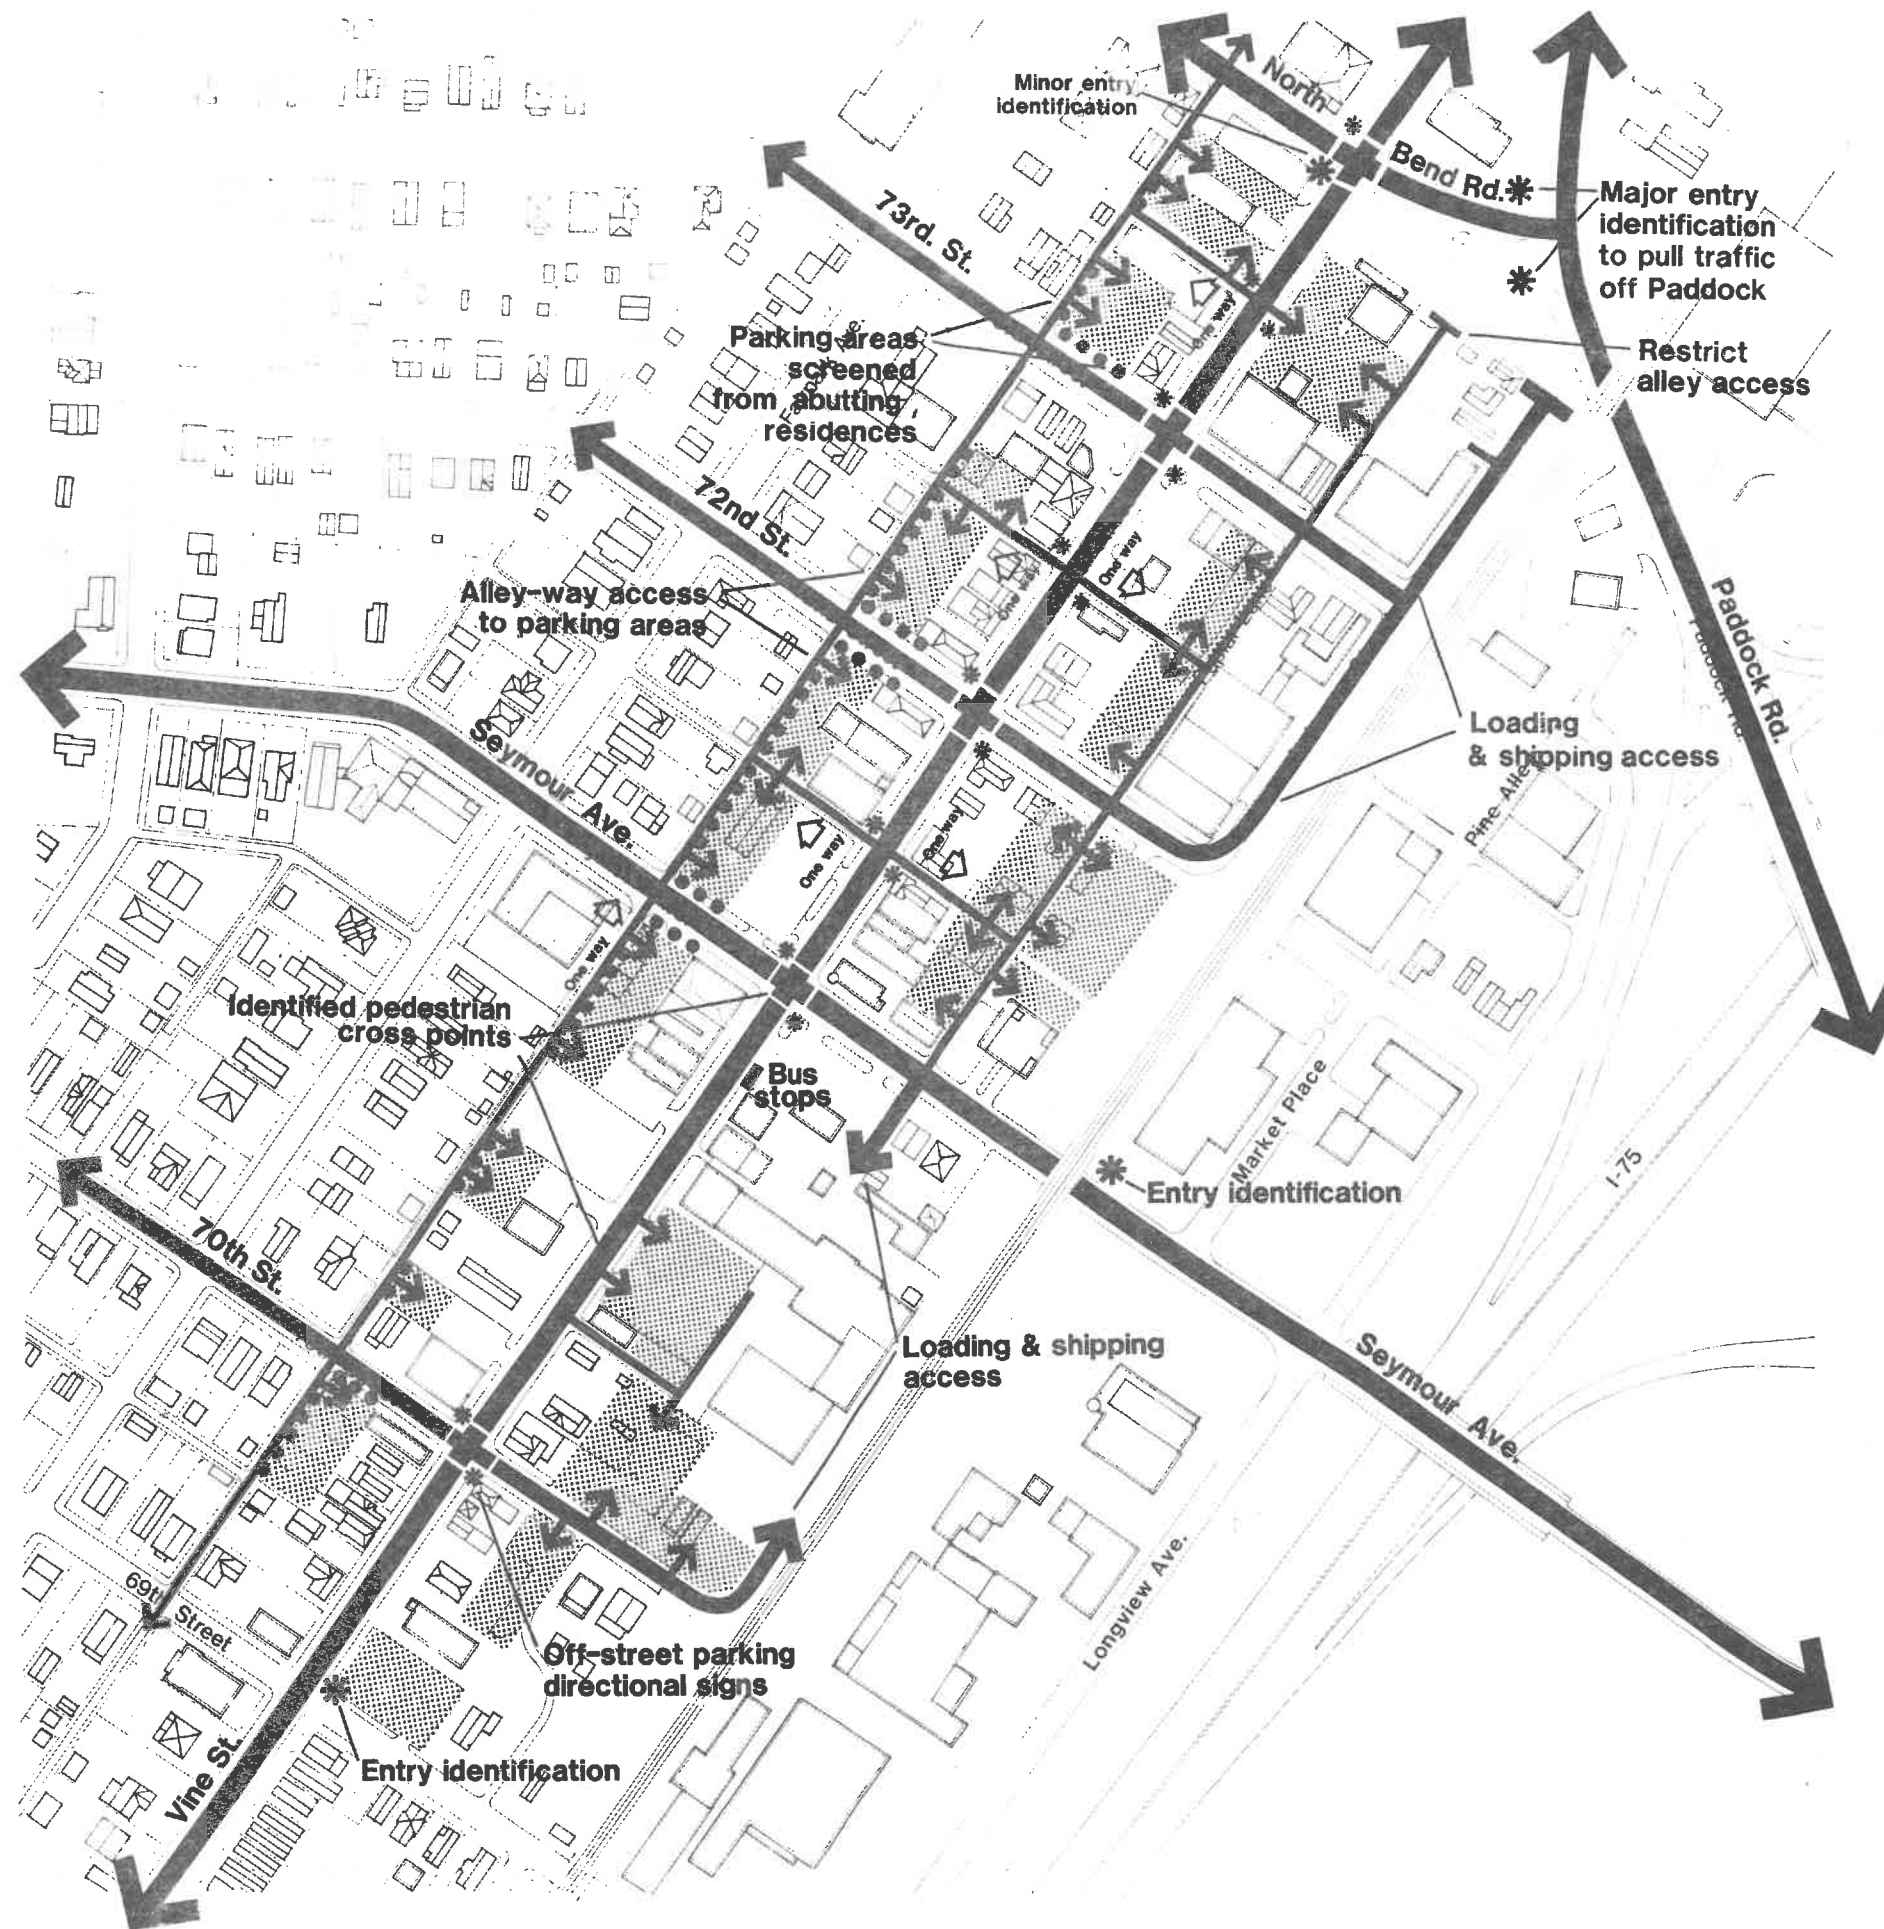 Minor entry
identification
North
Bend Rd.
Major entry
identification
to pull traffic
off Paddock
73rd. St.
One way
Parking areas
screened
from abutting
residences
Restrict
alley access
72nd St.
One way
One way
Alley-way access
to parking areas
Paddock Rd.
Paddock Rd.
Seymour Ave.
Loading
& shipping access
Pine Alley
One way
One way
One way
Identified pedestrian
cross points
Bus
stops
Market Place
I-75
Entry identification
70th St.
Loading & shipping
access
Seymour Ave.
Longview Ave.
69th Street
Off-street parking
directional signs
Vine St.
Entry identification